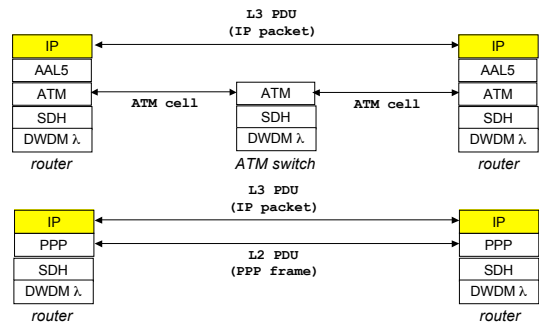 L3 PDU
(IP packet)
IP IP
AAL5 AAL5
ATM ATM cell ATM ATM cell ATM
SDH SDH SDH
DWDM λ DWDM λ DWDM λ
router ATM switch router
L3 PDU
(IP packet)
IP IP
PPP PPP
L2 PDU
(PPP frame)
SDH SDH
DWDM λ DWDM λ
router router